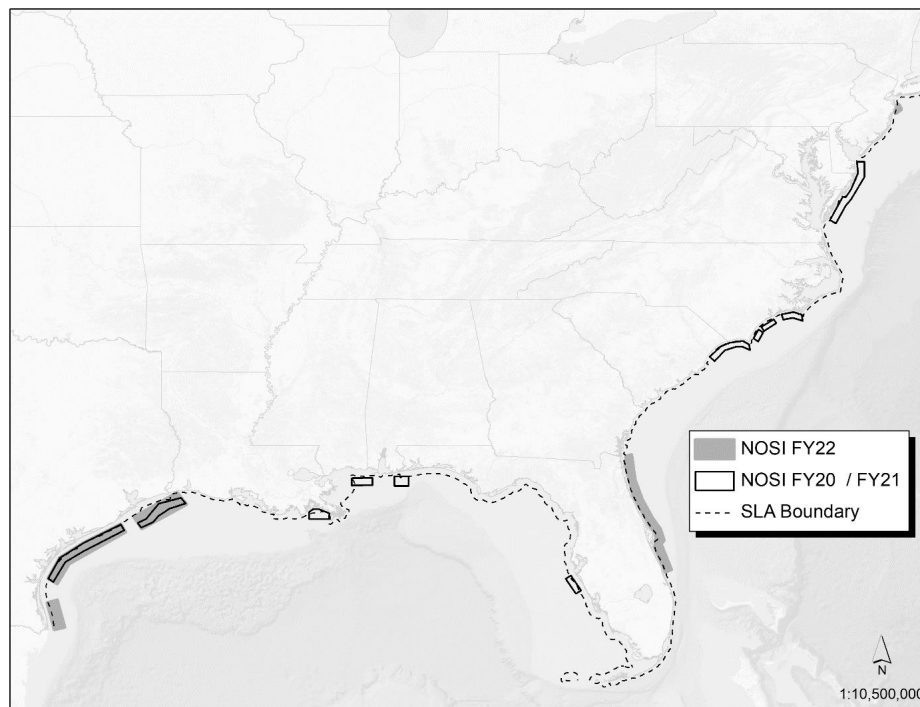 NOSI FY22
NOSI FY20 / FY21
SLA Boundary
N
1:10,500,000